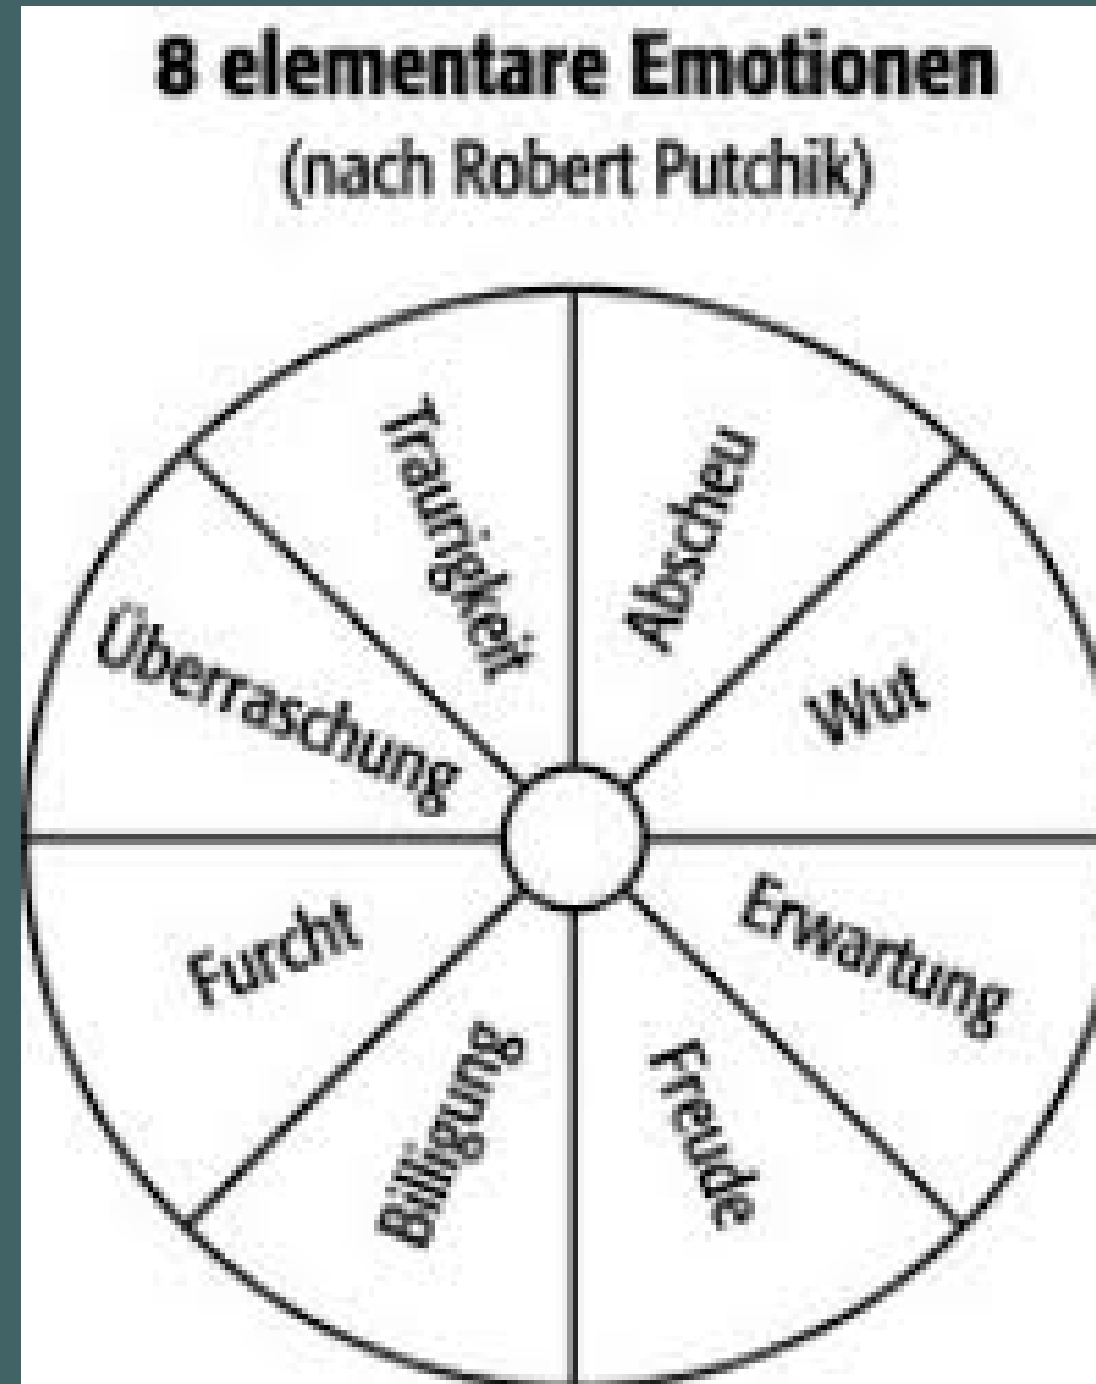 8 elementare Emotionen
(nach Robert Putchik)
Traurigkeit
Abscheu
Überraschung
Wut
Furcht
Erwartung
Billigung
Freude